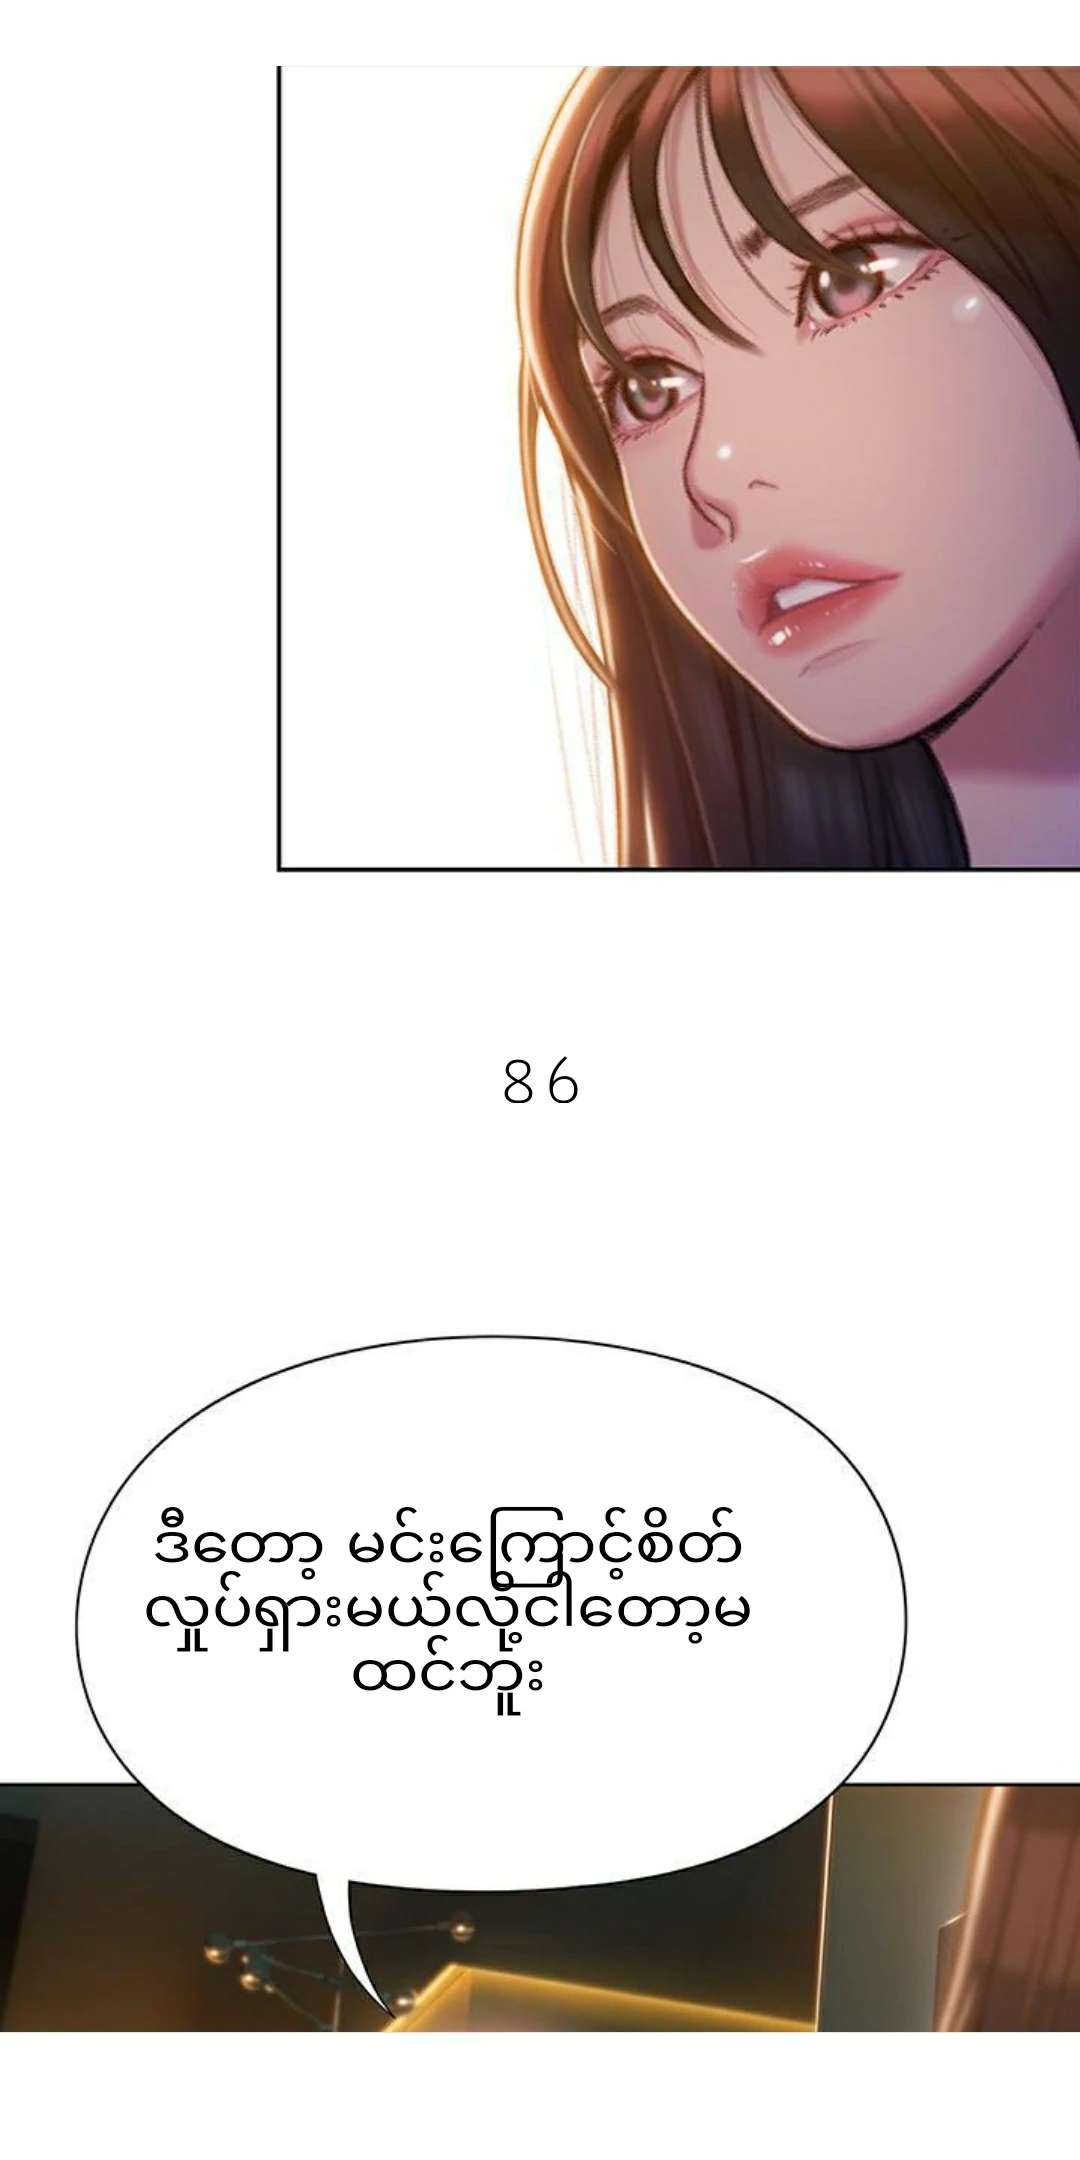 86
ဒီတော့ မင်းကြောင့်စိတ်
လှုပ်ရှားမယ်လို့ငါတော့မ
ထင်ဘူး